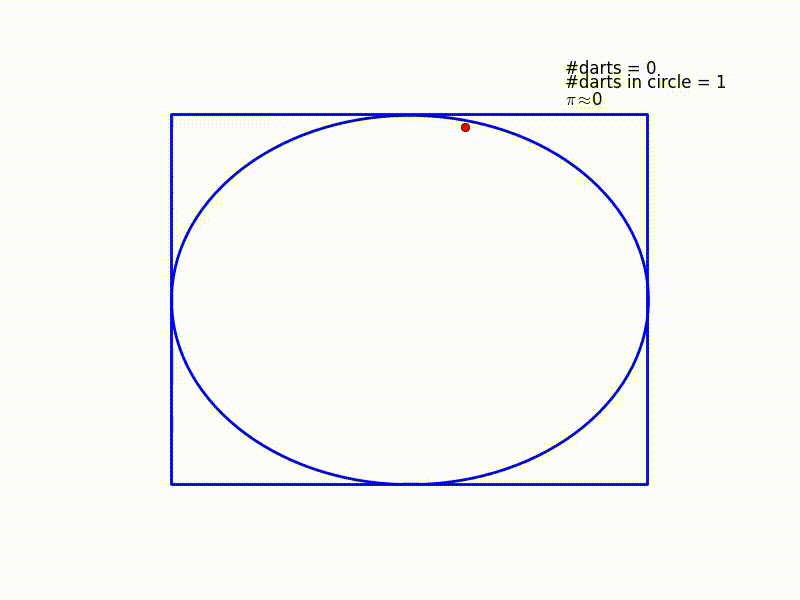 #darts = 0
#darts in circle = 1
π≈0